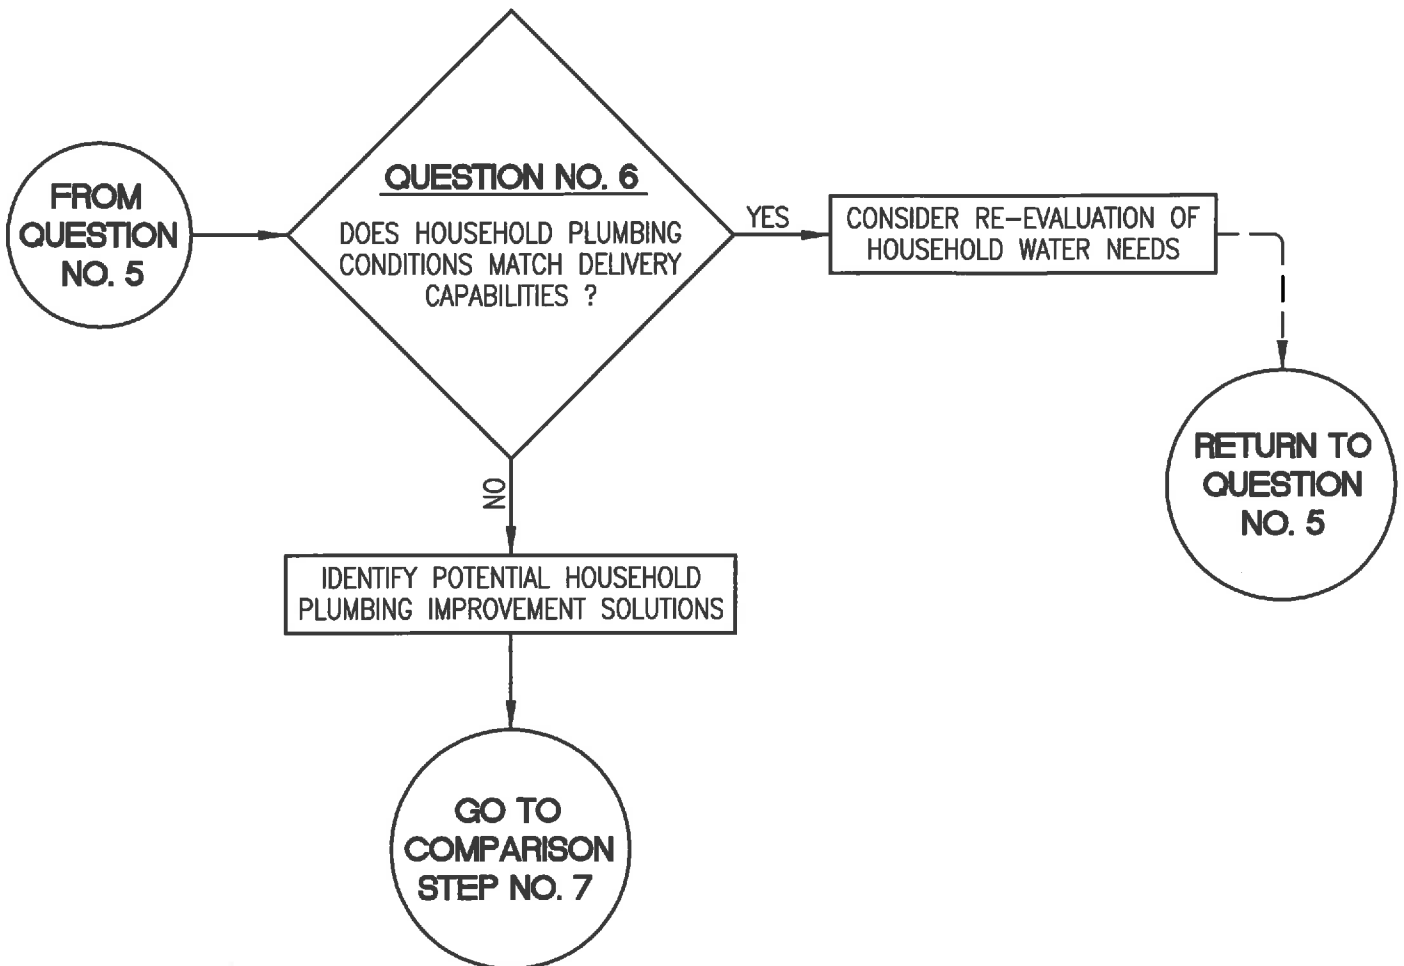 FROM
QUESTION
NO. 5
QUESTION NO. 6
DOES HOUSEHOLD PLUMBING
CONDITIONS MATCH DELIVERY
CAPABILITIES ?
YES
CONSIDER RE-EVALUATION OF
HOUSEHOLD WATER NEEDS
RETURN TO
QUESTION
NO. 5
NO
IDENTIFY POTENTIAL HOUSEHOLD
PLUMBING IMPROVEMENT SOLUTIONS
GO TO
COMPARISON
STEP NO. 7